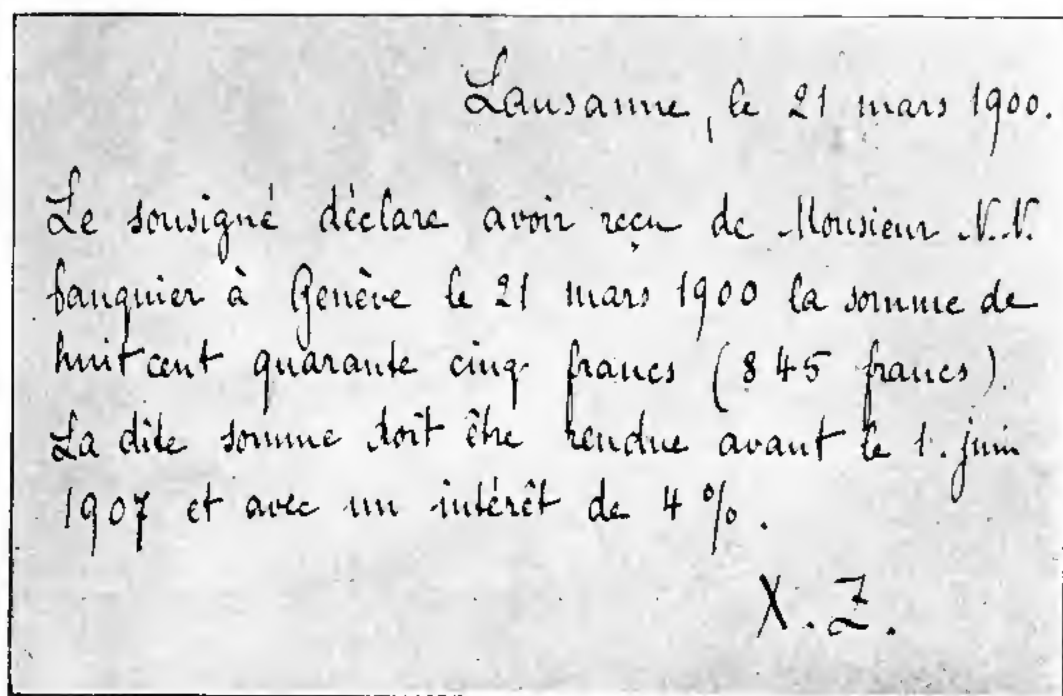 Lausanne, le 21 mars 1900.
Le sousigné déclare avoir reçu de Monsieur N.N.
banquier à Genève le 21 mars 1900 la somme de
huit cent quarante cinq francs (845 francs).
La dite somme doit être rendue avant le 1. juin
1907 et avec un intérêt de 4 %.
X. Z.